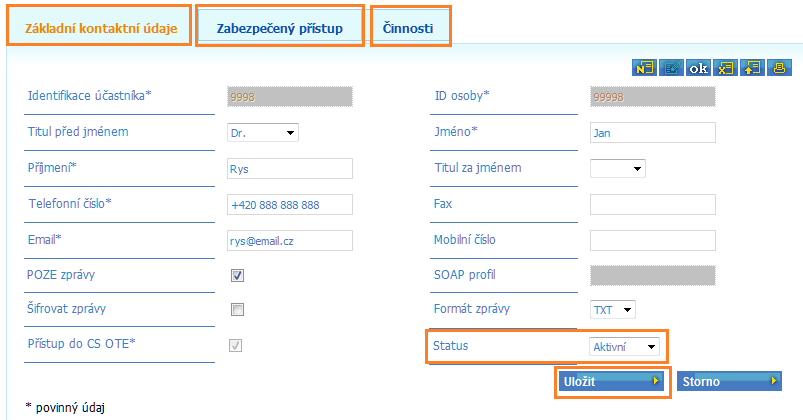 Základní kontaktní údaje Zabezpečený přístup Činnosti
N ok x
Identifikace účastníka* 9998 ID osoby* 99998
Titul před jménem Dr. Jméno* Jan
Příjmení* Rys Titul za jménem
Telefonní číslo* +420 888 888 888 Fax
Email* rys@email.cz Mobilní číslo
POZE zprávy SOAP profil
Šifrovat zprávy Formát zprávy TXT
Přístup do CS OTE* Status Aktivní
Uložit Storno
* povinný údaj